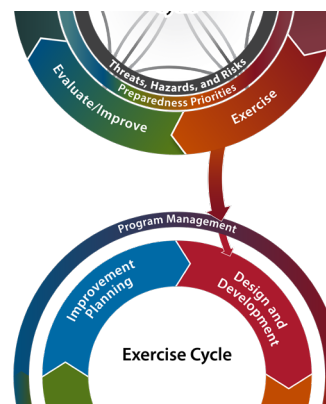 Threats, Hazards, and Risks
Preparedness Priorities
Evaluate/Improve
Exercise
Program Management
Improvement
Planning
Design and
Development
Exercise Cycle